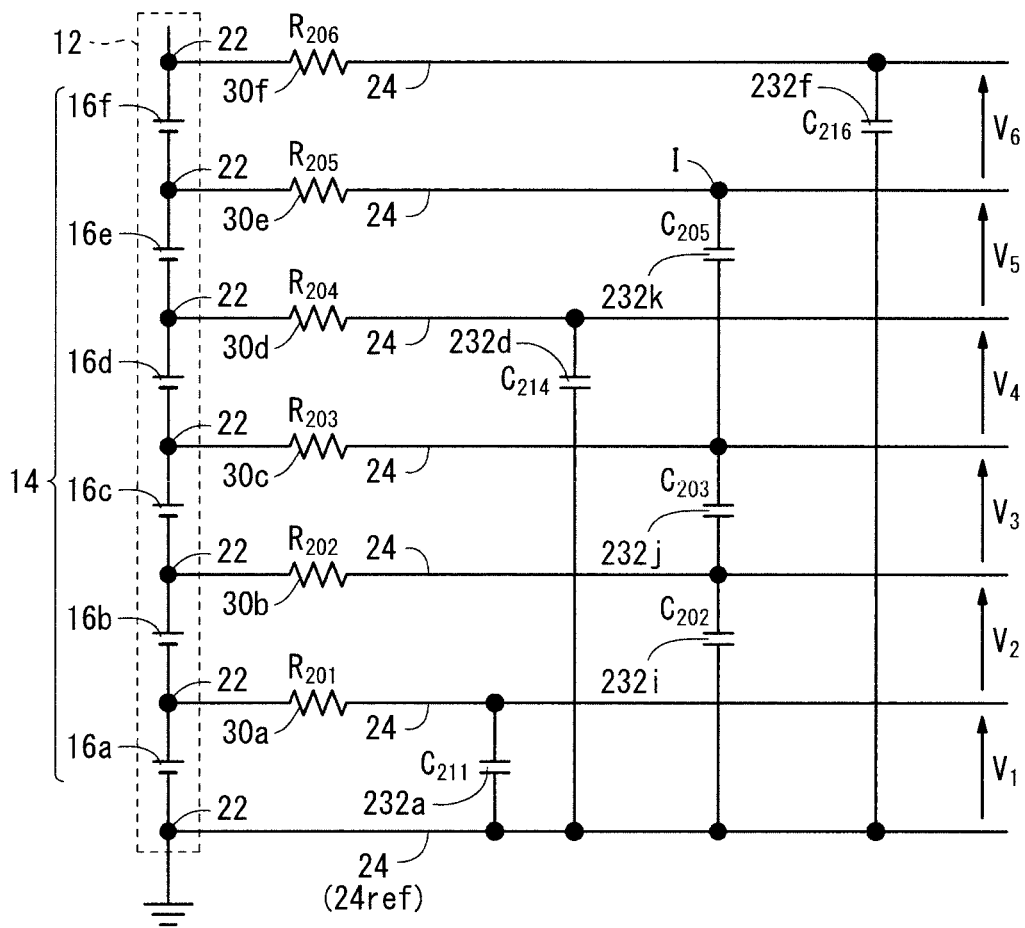 12
22
R206
30f
24
232f
C216
V6
16f
22
R205
30e
24
I
C205
232k
V5
16e
22
R204
30d
24
232d
C214
V4
16d
22
R203
30c
24
C203
232j
V3
14
16c
22
R202
30b
24
C202
232i
V2
16b
22
R201
30a
24
C211
232a
V1
16a
22
24
(24ref)